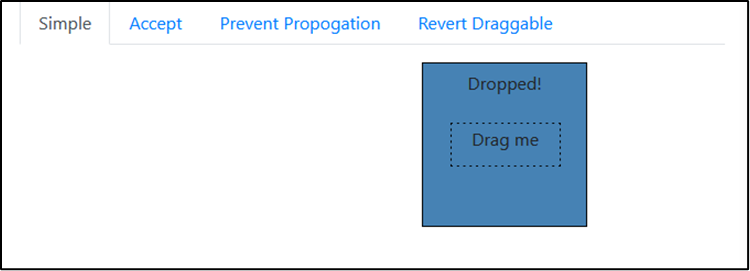 Simple Accept Prevent Propogation Revert Draggable
Dropped!
Drag me